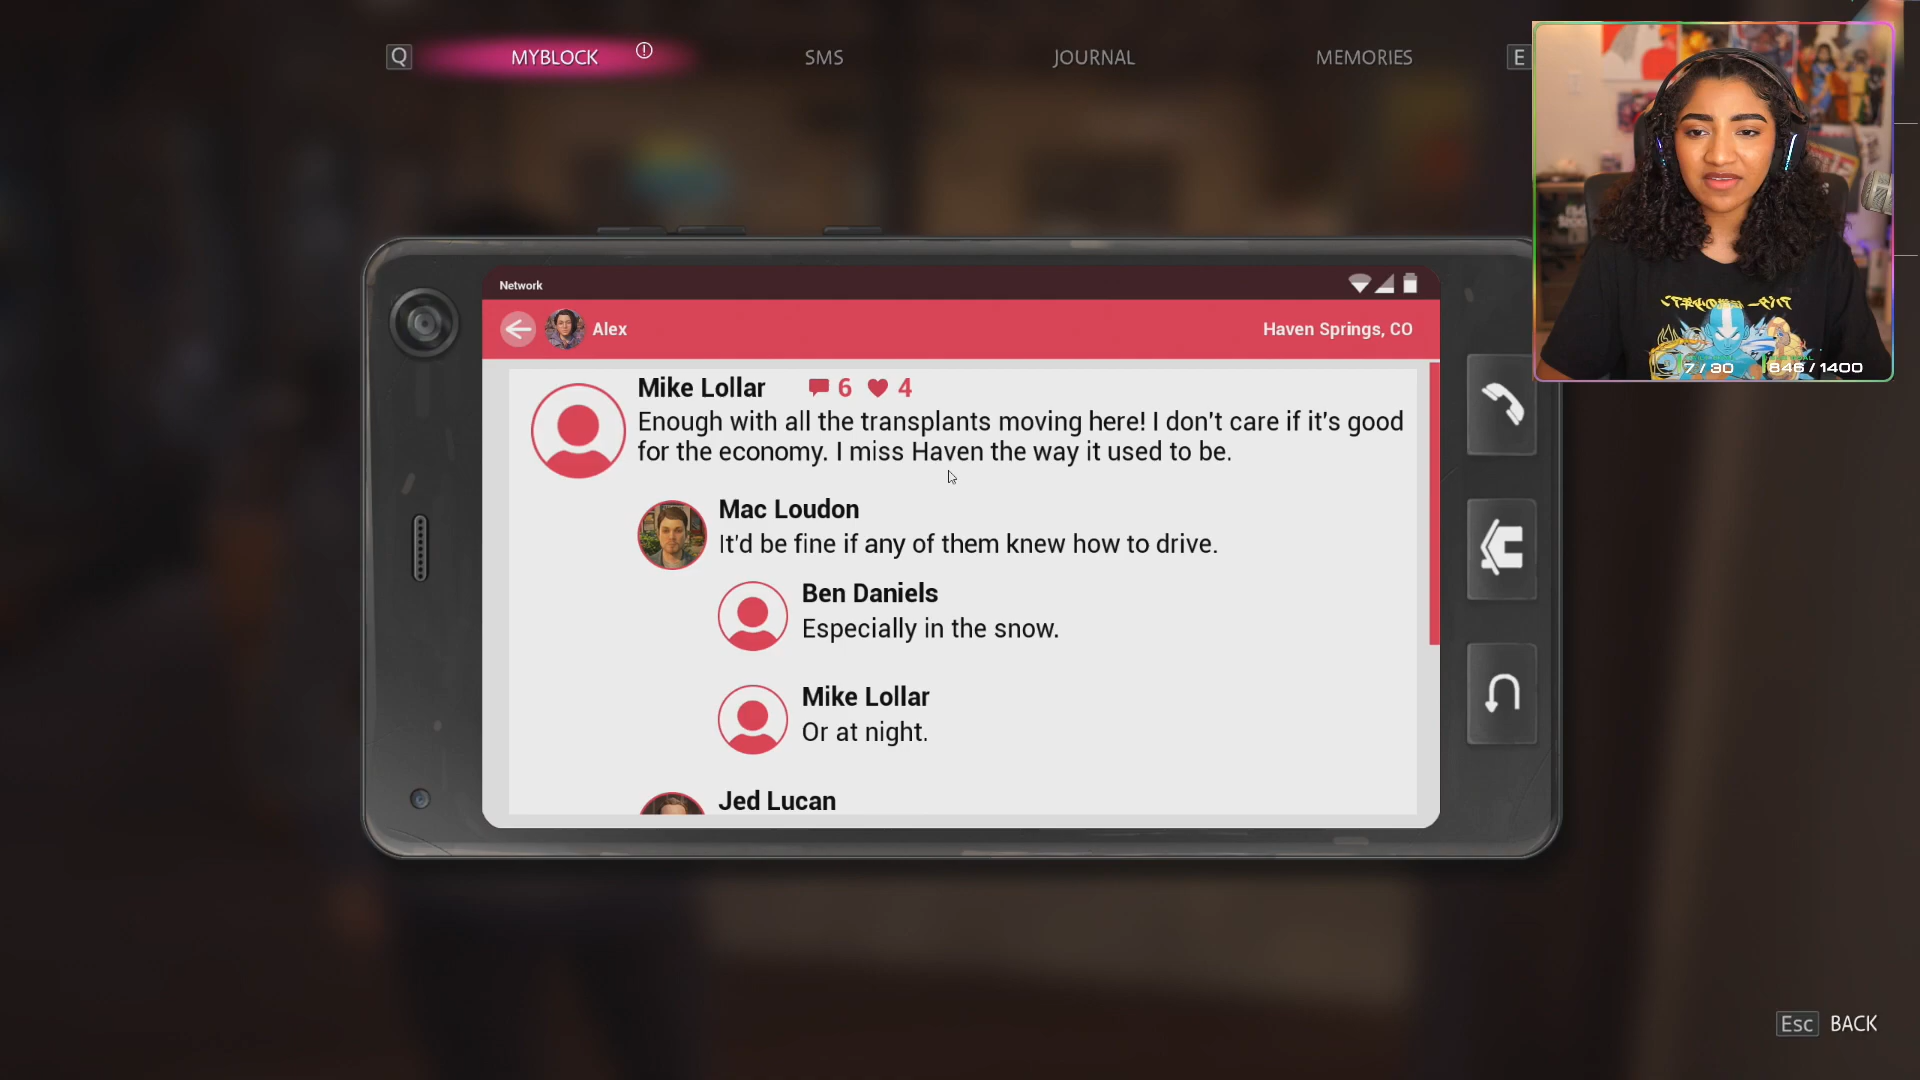 Q MYBLOCK SMS JOURNAL MEMORIES E
Network
Alex Haven Springs, CO
Mike Lollar 6 4
Enough with all the transplants moving here! I don't care if it's good
for the economy. I miss Haven the way it used to be.
Mac Loudon
It'd be fine if any of them knew how to drive.
Ben Daniels
Especially in the snow.
Mike Lollar
Or at night.
Jed Lucan
7/30 846/1400
Esc BACK